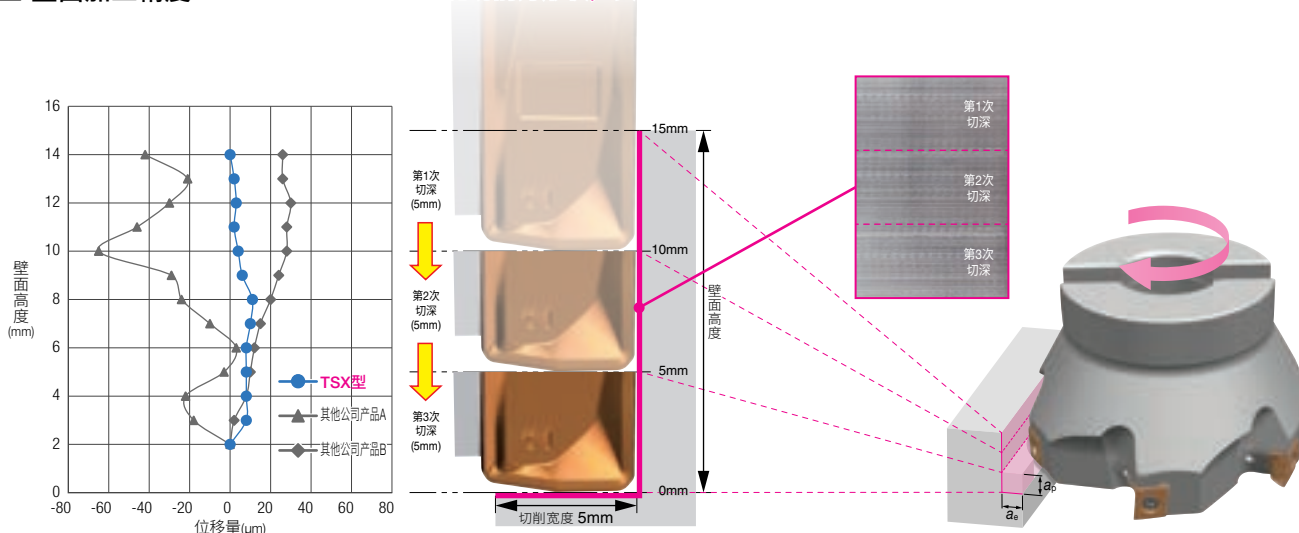 16
14
12
10
8
6
4
2
0
-80
-60
-40
-20
0
20
40
60
80
壁面高度
(mm)
位移量(μm)
TSX型
其他公司产品A
其他公司产品B
第1次
切深
(5mm)
第2次
切深
(5mm)
第3次
切深
(5mm)
15mm
10mm
5mm
0mm
壁面高度
切削宽度 5mm
第1次
切深
第2次
切深
第3次
切深
ap
ae